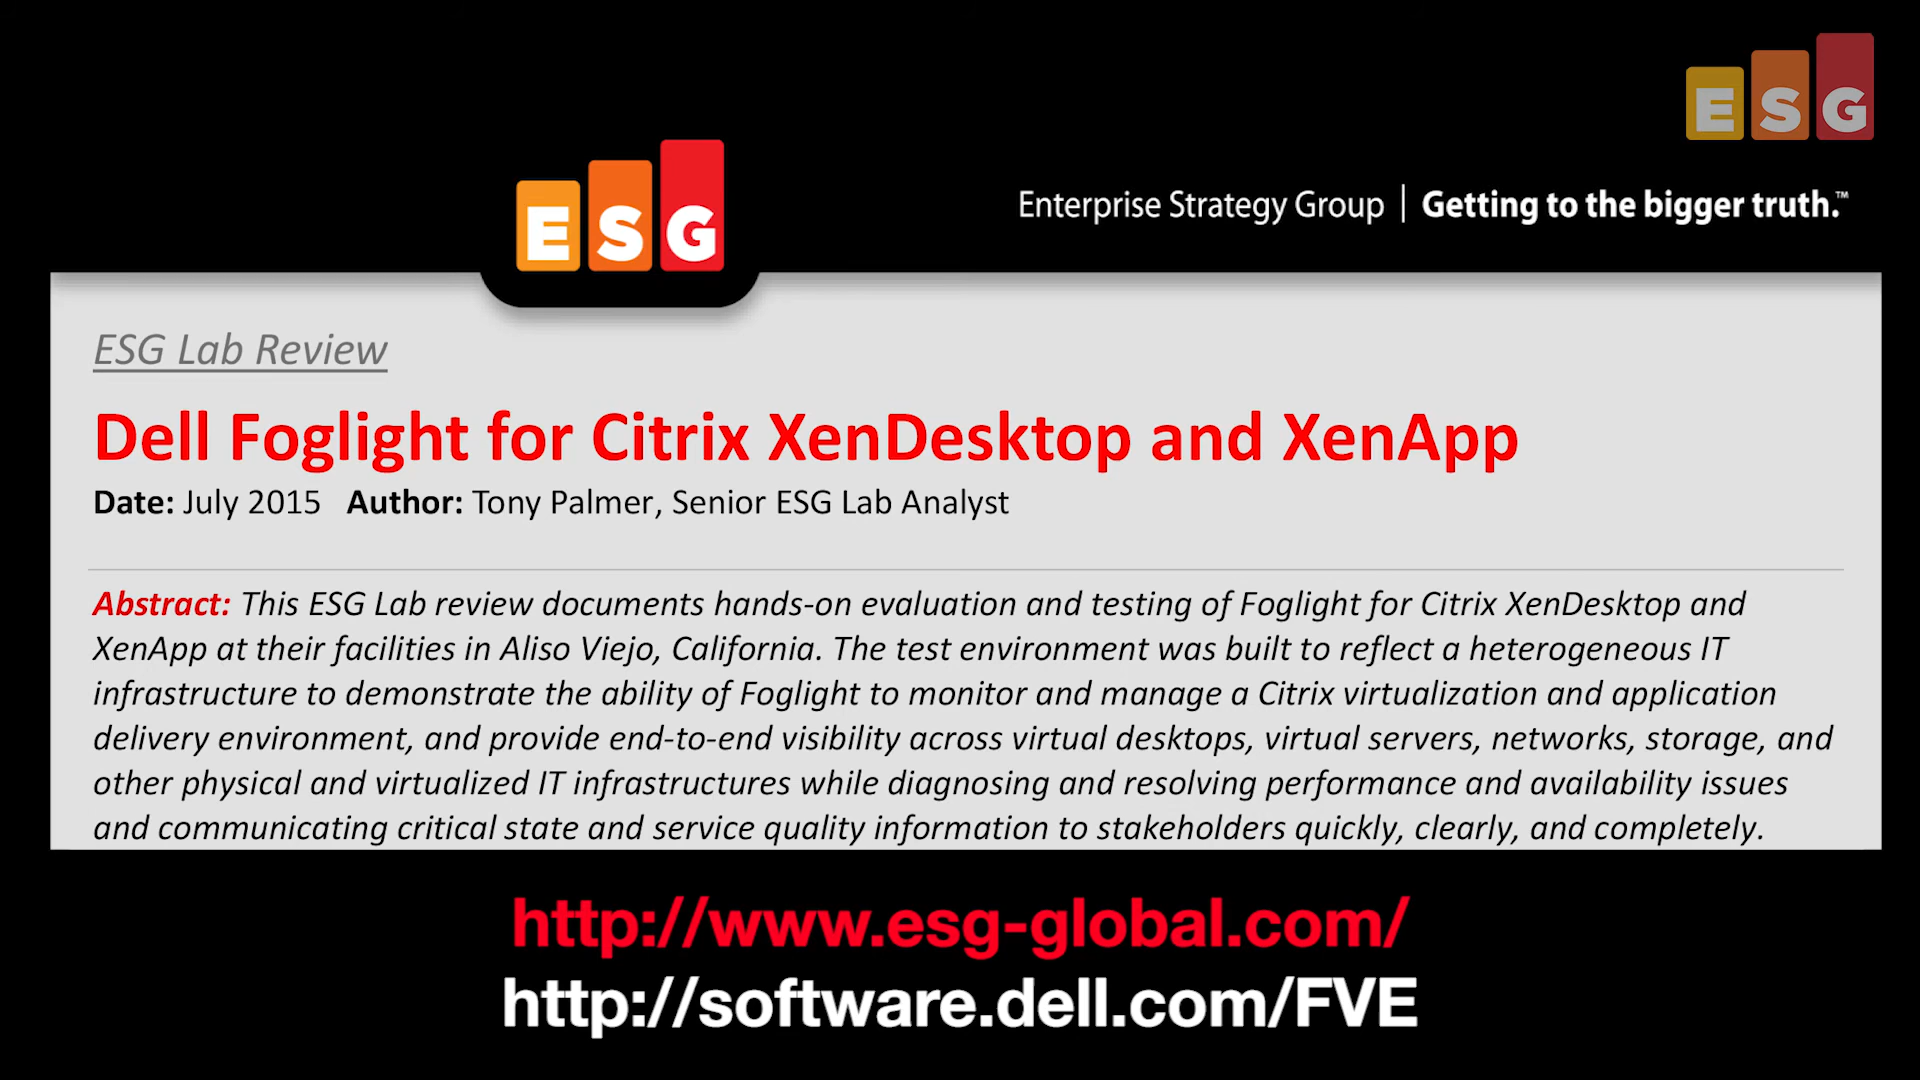 ESG
ESG
Enterprise Strategy Group | Getting to the bigger truth.™
ESG Lab Review
Dell Foglight for Citrix XenDesktop and XenApp
Date: July 2015 Author: Tony Palmer, Senior ESG Lab Analyst
Abstract: This ESG Lab review documents hands-on evaluation and testing of Foglight for Citrix XenDesktop and
XenApp at their facilities in Aliso Viejo, California. The test environment was built to reflect a heterogeneous IT
infrastructure to demonstrate the ability of Foglight to monitor and manage a Citrix virtualization and application
delivery environment, and provide end-to-end visibility across virtual desktops, virtual servers, networks, storage, and
other physical and virtualized IT infrastructures while diagnosing and resolving performance and availability issues
and communicating critical state and service quality information to stakeholders quickly, clearly, and completely.
http://www.esg-global.com/
http://software.dell.com/FVE